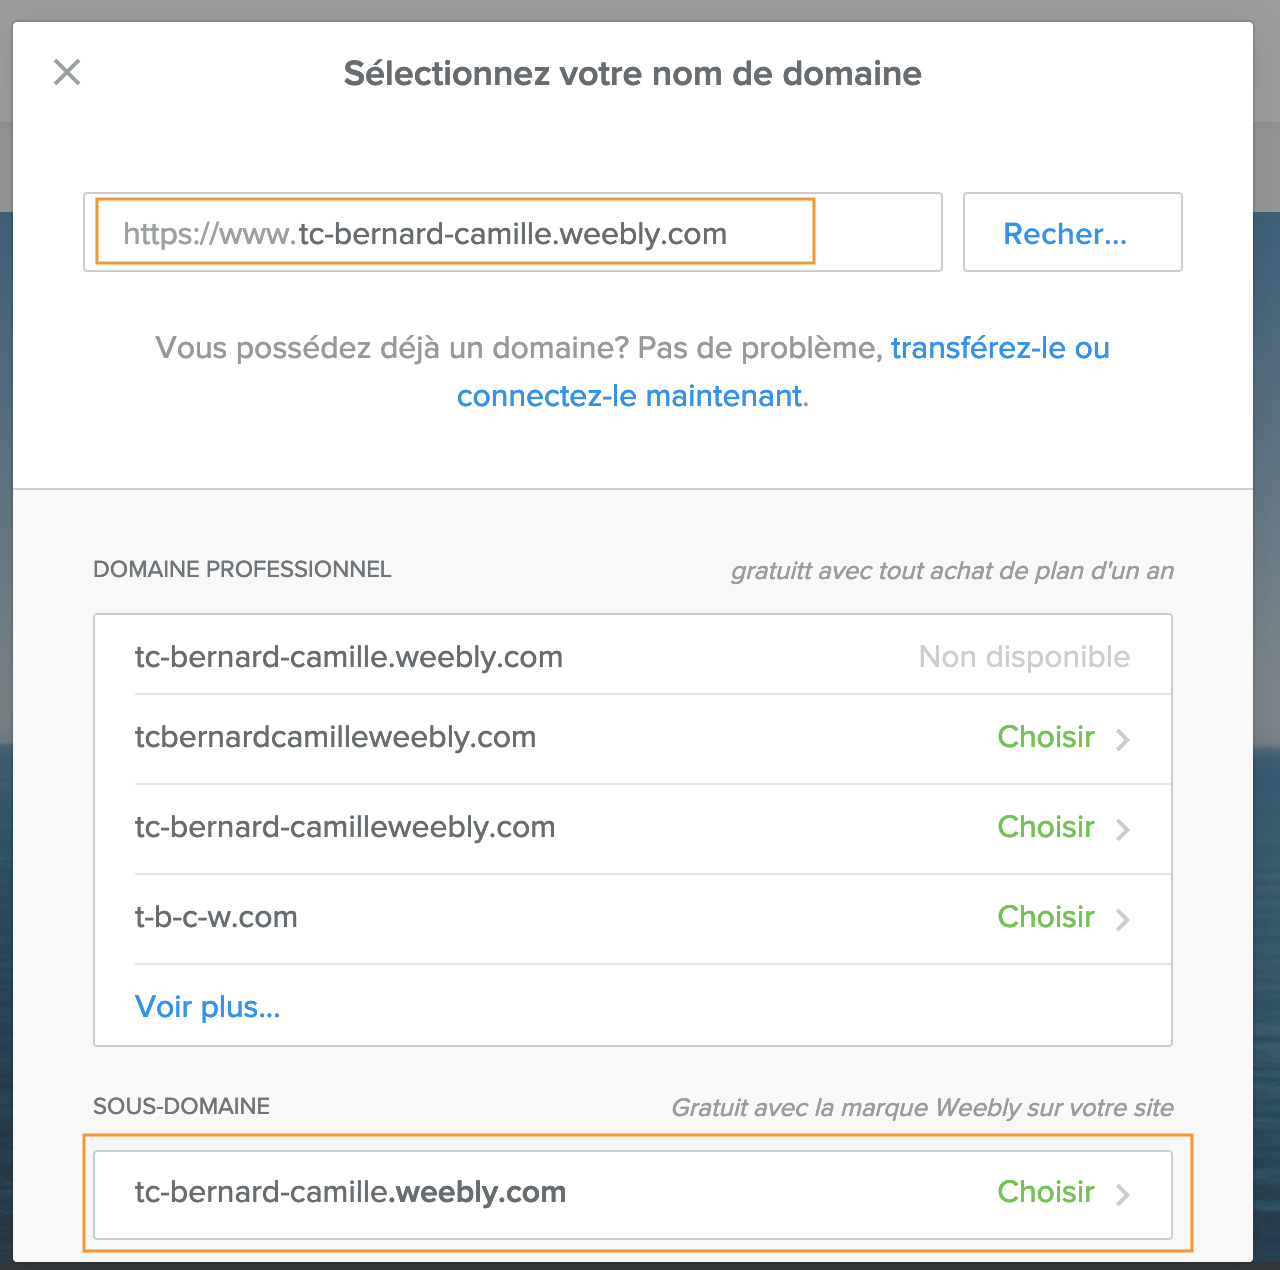 Sélectionnez votre nom de domaine
https://www.tc-bernard-camille.weebly.com
Recher...
Vous possédez déjà un domaine? Pas de problème, transférez-le ou
connectez-le maintenant.
DOMAINE PROFESSIONNEL
gratuitt avec tout achat de plan d'un an
tc-bernard-camille.weebly.com
Non disponible
tcbernardcamilleweebly.com
Choisir
tc-bernard-camilleweebly.com
Choisir
t-b-c-w.com
Choisir
Voir plus...
SOUS-DOMAINE
Gratuit avec la marque Weebly sur votre site
tc-bernard-camille.weebly.com
Choisir